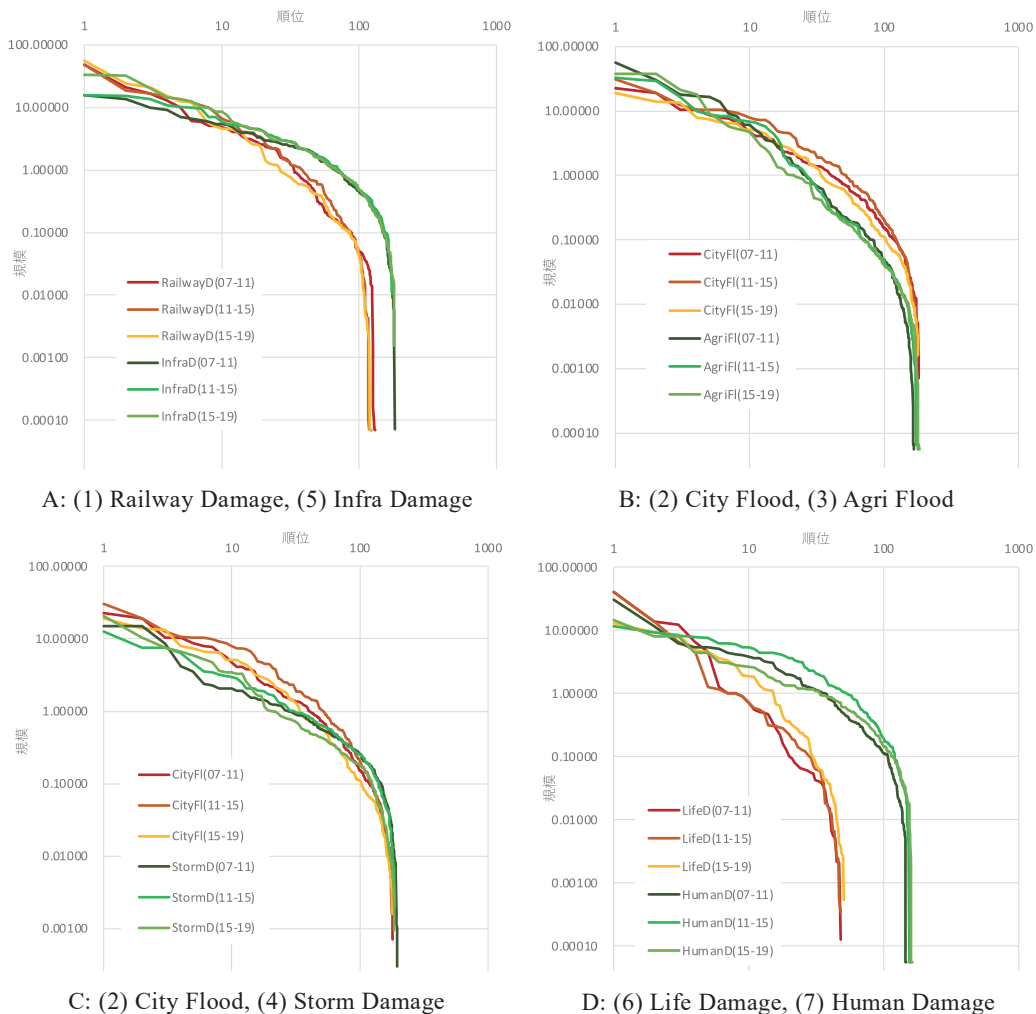 順位
1 10 100 1000
100.00000
10.00000
1.00000
0.10000
0.01000
0.00100
0.00010
規模
RailwayD(07-11)
RailwayD(11-15)
RailwayD(15-19)
InfraD(07-11)
InfraD(11-15)
InfraD(15-19)
A: (1) Railway Damage, (5) Infra Damage
順位
1 10 100 1000
100.00000
10.00000
1.00000
0.10000
0.01000
0.00100
0.00010
規模
CityFl(07-11)
CityFl(11-15)
CityFl(15-19)
AgriFl(07-11)
AgriFl(11-15)
AgriFl(15-19)
B: (2) City Flood, (3) Agri Flood
順位
1 10 100 1000
100.00000
10.00000
1.00000
0.10000
0.01000
0.00100
規模
CityFl(07-11)
CityFl(11-15)
CityFl(15-19)
StormD(07-11)
StormD(11-15)
StormD(15-19)
C: (2) City Flood, (4) Storm Damage
順位
1 10 100 1000
100.00000
10.00000
1.00000
0.10000
0.01000
0.00100
0.00010
規模
LifeD(07-11)
LifeD(11-15)
LifeD(15-19)
HumanD(07-11)
HumanD(11-15)
HumanD(15-19)
D: (6) Life Damage, (7) Human Damage